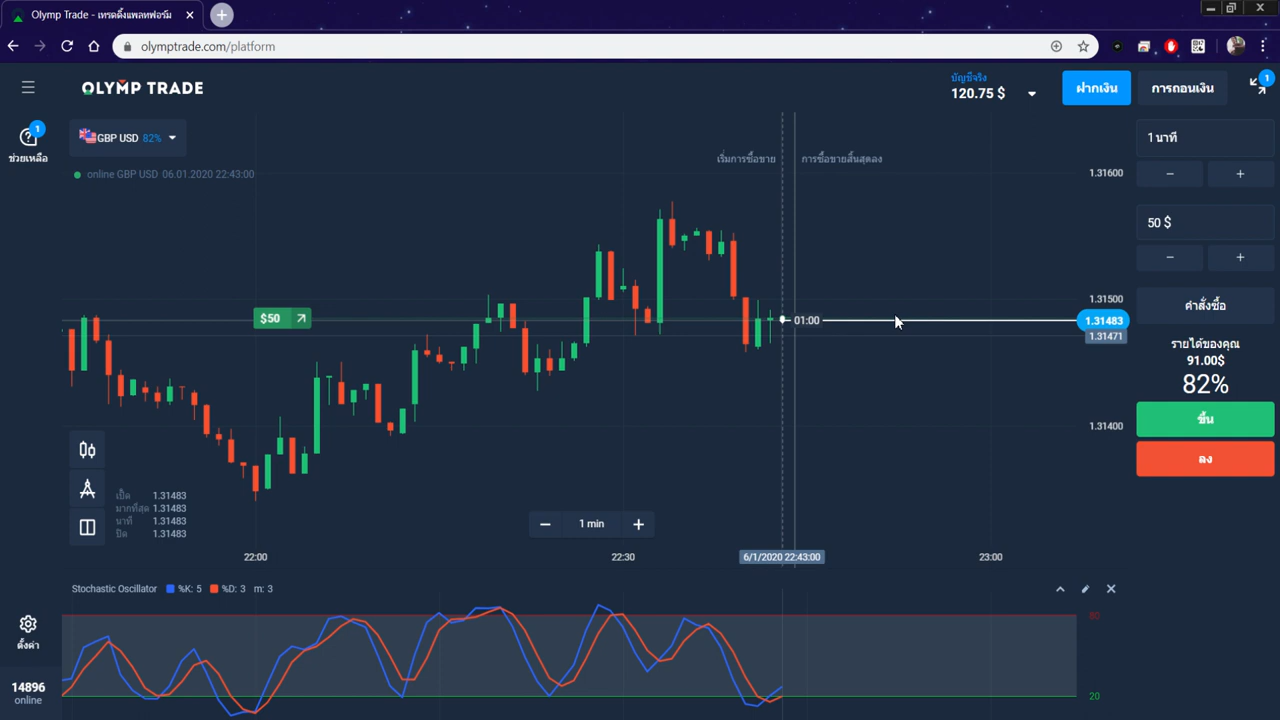 Olymp Trade - เทรดดิ้งแพลทฟอร์ม
olymptrade.com/platform
OLYMP TRADE
บัญชีจริง
120.75 $
ฝากเงิน
การถอนเงิน
1
1
ช่วยเหลือ
GBP USD 82%
online GBP USD 06.01.2020 22:43:00
เริ่มการซื้อขาย
การซื้อขายสิ้นสุดลง
1 นาที
1.31600
50 $
1.31500
$50
01:00
1.31483
1.31471
คำสั่งซื้อ
รายได้ของคุณ
91.00$
82%
ขึ้น
1.31400
ลง
เปิด 1.31483
มากที่สุด 1.31483
นาที 1.31483
ปิด 1.31483
1 min
22:00
22:30
6/1/2020 22:43:00
23:00
Stochastic Oscillator %K: 5 %D: 3 m: 3
80
ตั้งค่า
14896
online
20